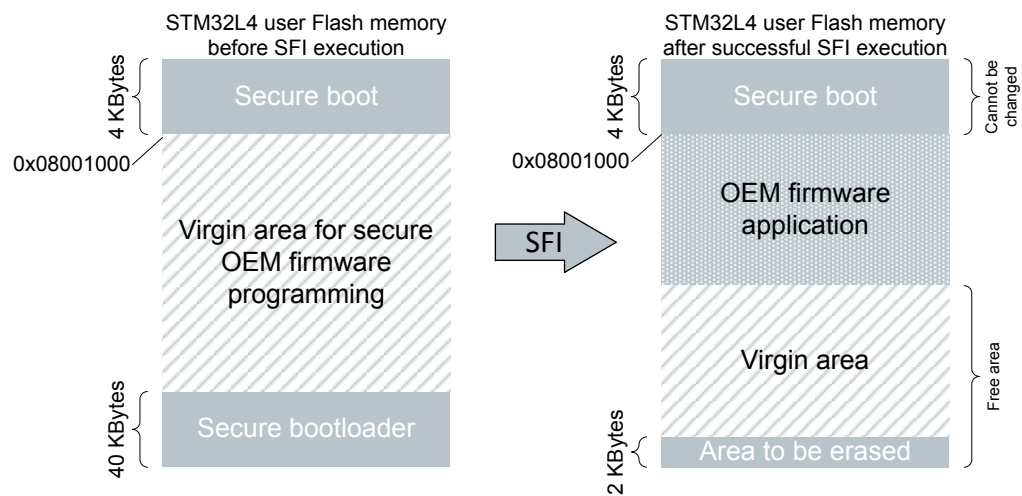 STM32L4 user Flash memory
before SFI execution
4 KBytes
Secure boot
0x08001000
Virgin area for secure
OEM firmware
programming
40 KBytes
Secure bootloader
SFI
STM32L4 user Flash memory
after successful SFI execution
4 KBytes
Secure boot
Cannot be
changed
0x08001000
OEM firmware
application
Virgin area
Free area
2 KBytes
Area to be erased